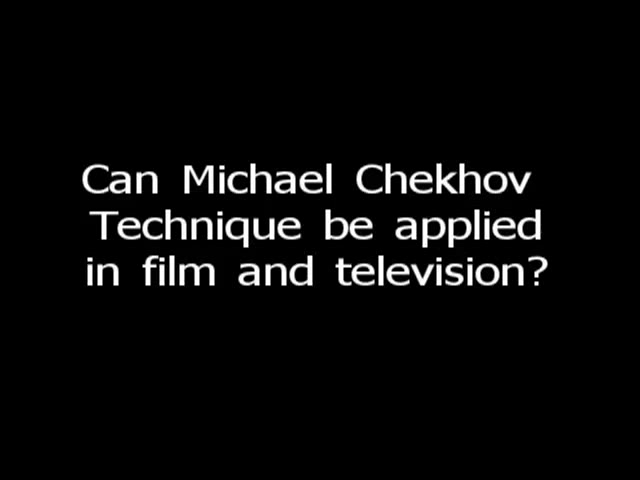 Can Michael Chekhov
Technique be applied
in film and television?